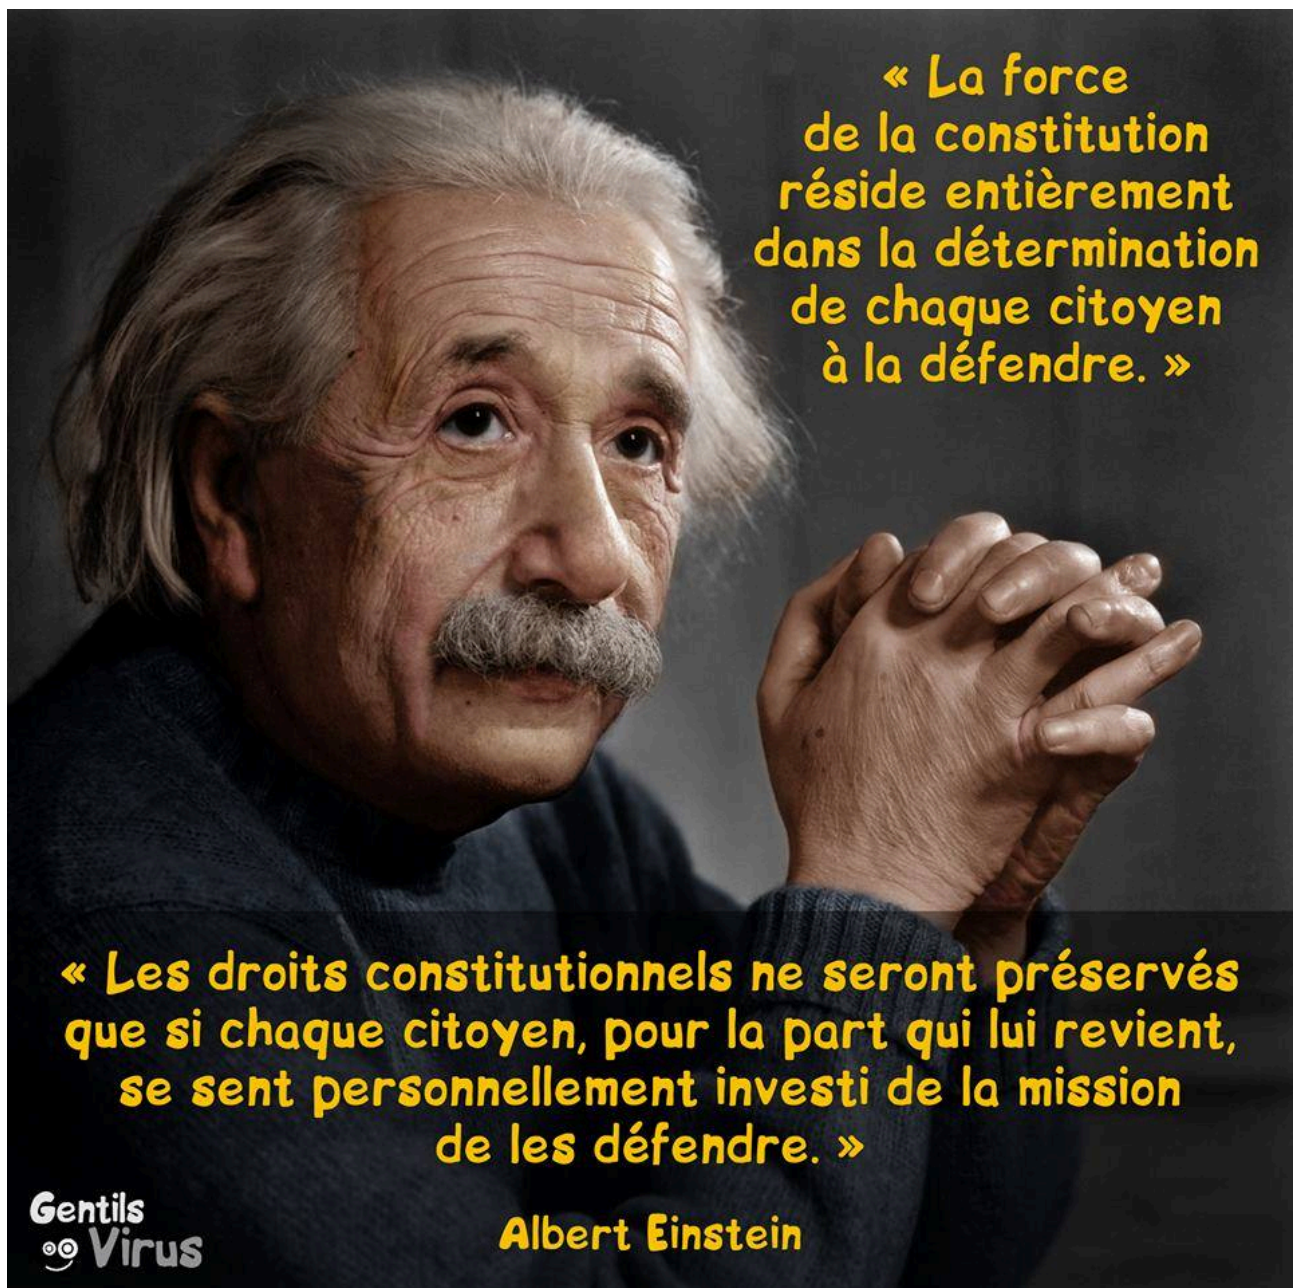 « La force
de la constitution
réside entièrement
dans la détermination
de chaque citoyen
à la défendre. »
« Les droits constitutionnels ne seront préservés
que si chaque citoyen, pour la part qui lui revient,
se sent personnellement investi de la mission
de les défendre. »
Albert Einstein
Gentils
Virus